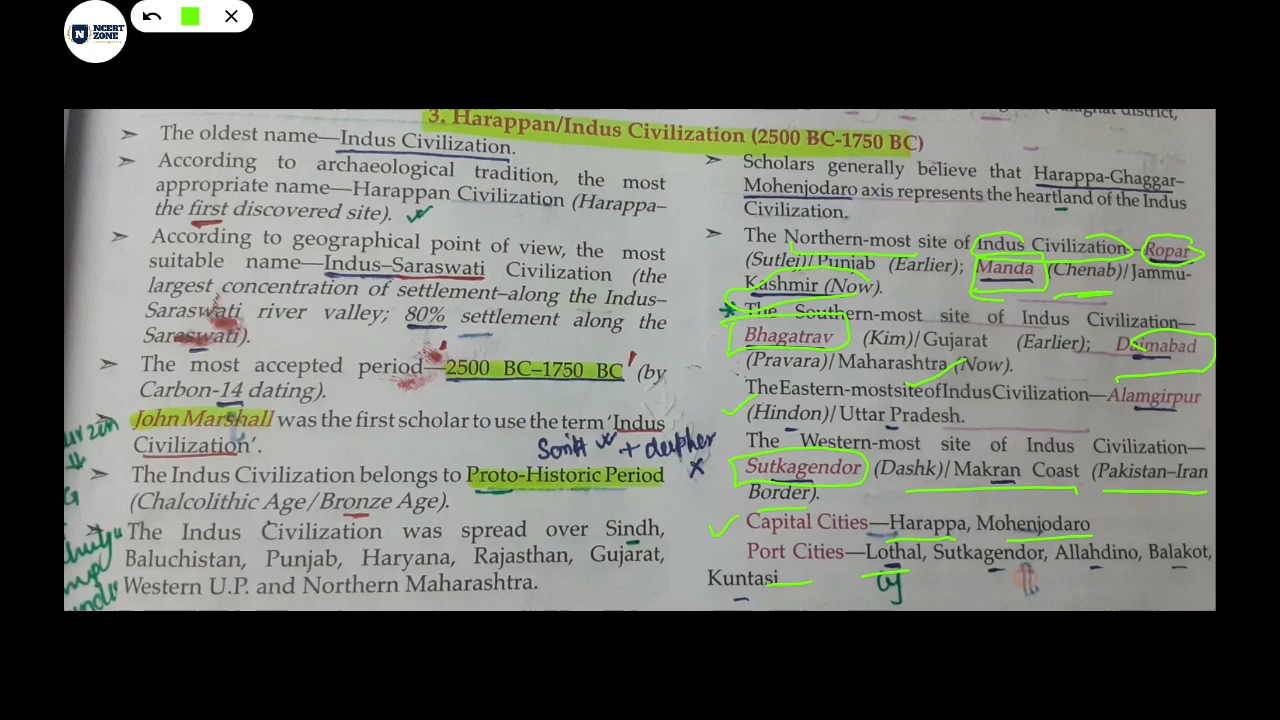 NCERT
ZONE
3. Harappan/Indus Civilization (2500 BC-1750 BC)
➢ The oldest name—Indus Civilization.
➢ According to archaeological tradition, the most
appropriate name—Harappan Civilization (Harappa–
the first discovered site).
➢ According to geographical point of view, the most
suitable name—Indus–Saraswati Civilization (the
largest concentration of settlement–along the Indus–
Saraswati river valley; 80% settlement along the
Saraswati).
➢ The most accepted period—2500 BC–1750 BC (by
Carbon-14 dating).
➢ John Marshall was the first scholar to use the term ‘Indus
Civilization’.
➢ The Indus Civilization belongs to Proto-Historic Period
(Chalcolithic Age/Bronze Age).
➢ The Indus Civilization was spread over Sindh,
Baluchistan, Punjab, Haryana, Rajasthan, Gujarat,
Western U.P. and Northern Maharashtra.
district,
➢ Scholars generally believe that Harappa-Ghaggar–
Mohenjodaro axis represents the heartland of the Indus
Civilization.
➢ The Northern-most site of Indus Civilization—Ropar
(Sutlej)/Punjab (Earlier); Manda (Chenab)/Jammu-
Kashmir (Now).
The Southern-most site of Indus Civilization—
Bhagatrav (Kim)/Gujarat (Earlier); Daimabad
(Pravara)/Maharashtra (Now).
The Eastern-most site of Indus Civilization—Alamgirpur
(Hindon)/Uttar Pradesh.
The Western-most site of Indus Civilization—
Sutkagendor (Dashk)/Makran Coast (Pakistan-Iran
Border).
Capital Cities—Harappa, Mohenjodaro
Port Cities—Lothal, Sutkagendor, Allahdino, Balakot,
Kuntasi